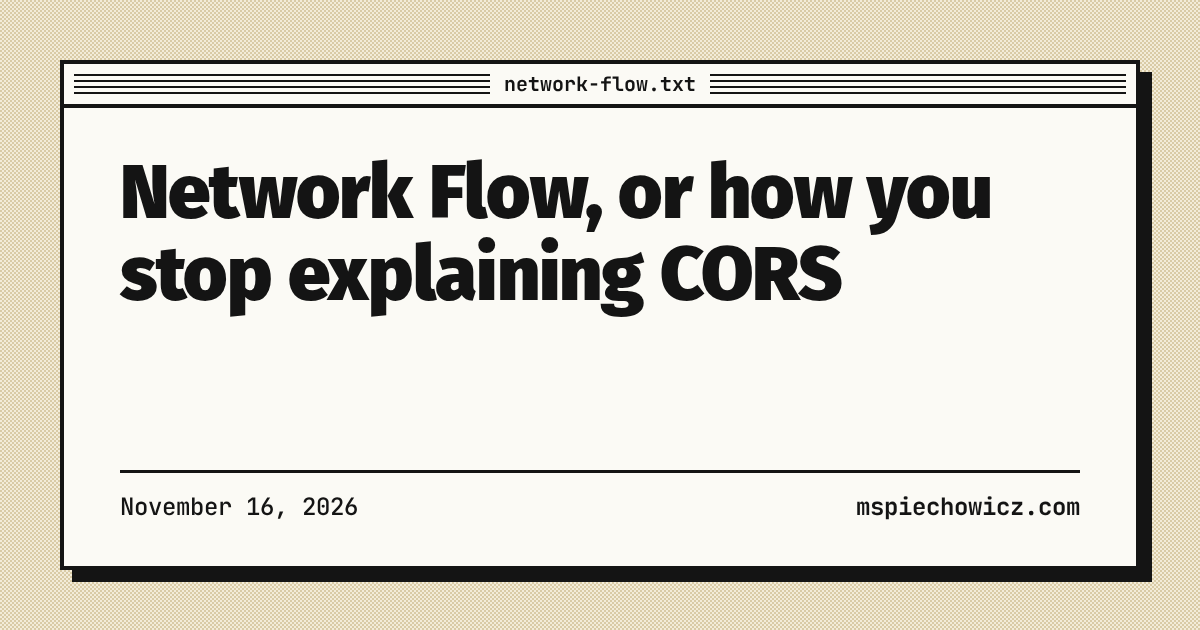 network-flow.txt
Network Flow, or how you
stop explaining CORS
November 16, 2026
mspiechowicz.com